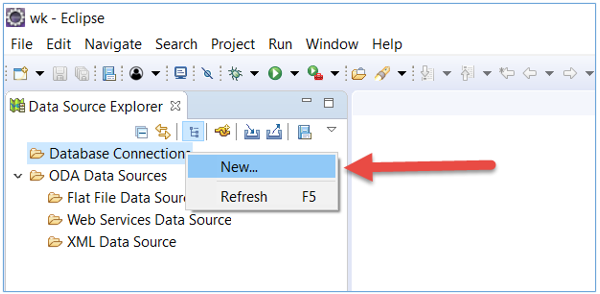 wk - Eclipse
File Edit Navigate Search Project Run Window Help
Data Source Explorer
Database Connection
New...
ODA Data Sources
Refresh F5
Flat File Data Sour
Web Services Data Source
XML Data Source